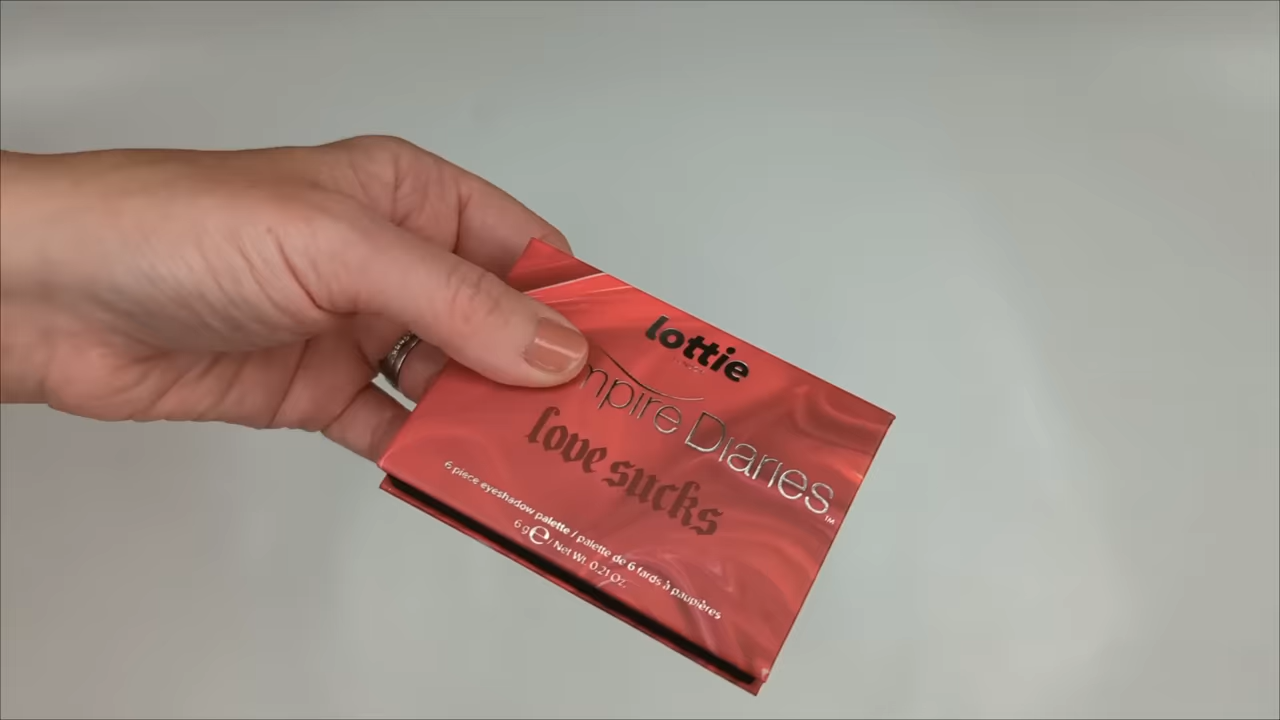 lottie
mpire Diaries™
love sucks
6 piece eyeshadow palette / palette de 6 fards à paupières
6 g ℮ / Net Wt. 0.21 Oz.